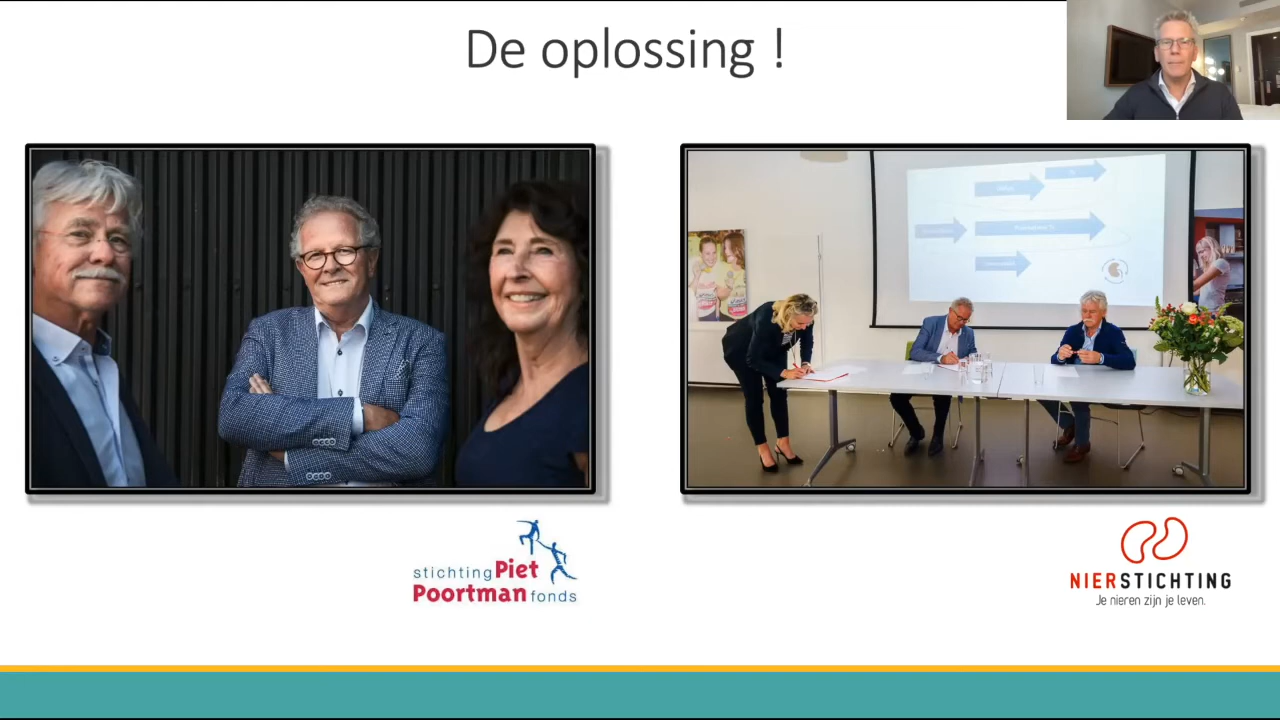 De oplossing !
stichting Piet
Poortman fonds
NIERSTICHTING
Je nieren zijn je leven.